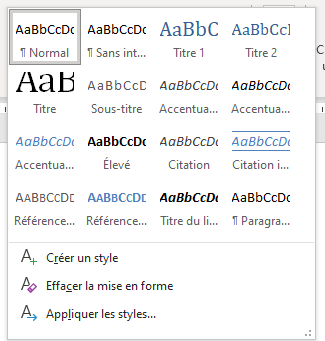 AaBbCcDc AaBbCcDc AaBbC AaBbCcI
¶ Normal ¶ Sans int... Titre 1 Titre 2
AaB AaBbCcD AaBbCcDc AaBbCcDc
Titre Sous-titre Accentua... Accentua...
AaBbCcDc AaBbCcDc AaBbCcDc AaBbCcDc
Accentua... Élevé Citation Citation i...
AABBCCDD AABBCCDD AaBbCcDc AaBbCcDc
Référence... Référence... Titre du li... ¶ Paragra...
Créer un style
Effacer la mise en forme
Appliquer les styles...